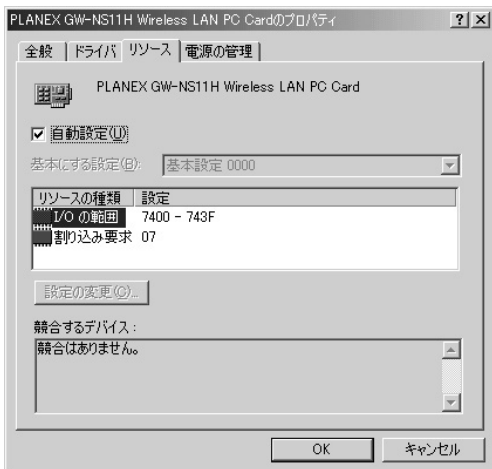 PLANEX GW-NS11H Wireless LAN PC Cardのプロパティ
全般 ドライバ リソース 電源の管理
PLANEX GW-NS11H Wireless LAN PC Card
自動設定(U)
基本にする設定(B): 基本設定 0000
リソースの種類 設定
I/O の範囲 7400 - 743F
割り込み要求 07
設定の変更(C)...
競合するデバイス:
競合はありません。
OK キャンセル